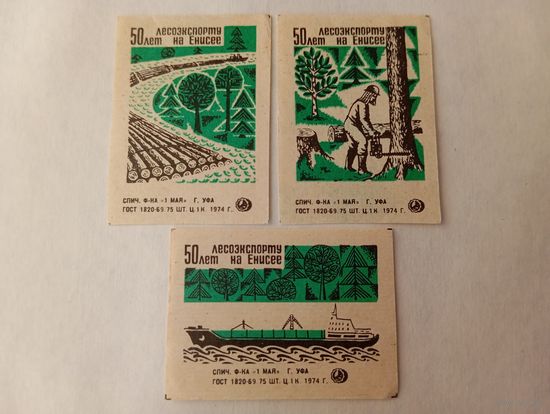 50 ЛЕСОЭКСПОРТУ
ЛЕТ НА ЕНИСЕЕ
СПИЧ. Ф-КА «1 МАЯ» Г. УФА
ГОСТ 1820-69. 75 ШТ. Ц. 1 К. 1974 Г.
50 ЛЕСОЭКСПОРТУ
ЛЕТ НА ЕНИСЕЕ
СПИЧ. Ф-КА «1 МАЯ» Г. УФА
ГОСТ 1820-69. 75 ШТ. Ц. 1 К. 1974 Г.
50 ЛЕСОЭКСПОРТУ
ЛЕТ НА ЕНИСЕЕ
СПИЧ. Ф-КА «1 МАЯ» Г. УФА
ГОСТ 1820-69 75 ШТ. Ц. 1 К. 1974 Г.